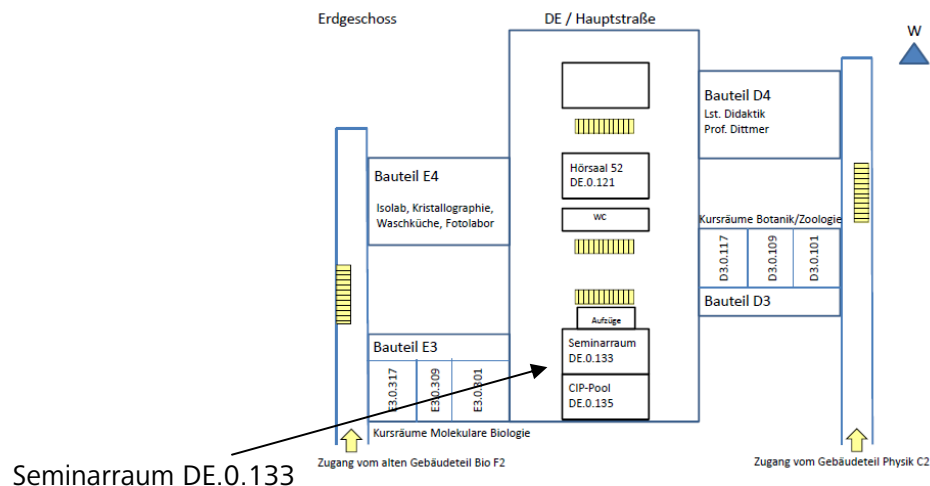 Erdgeschoss
DE / Hauptstraße
W
Bauteil D4
Lst. Didaktik
Prof. Dittmer
Hörsaal 52
DE.0.121
Bauteil E4
Isolab, Kristallographie,
Waschküche, Fotolabor
WC
Kursräume Botanik/Zoologie
D3.0.117
D3.0.109
D3.0.101
Bauteil D3
Aufzüge
Seminarraum
DE.0.133
Bauteil E3
E3.0.317
E3.0.309
E3.0.301
CIP-Pool
DE.0.135
Kursräume Molekulare Biologie
Zugang vom alten Gebäudeteil Bio F2
Zugang vom Gebäudeteil Physik C2
Seminarraum DE.0.133